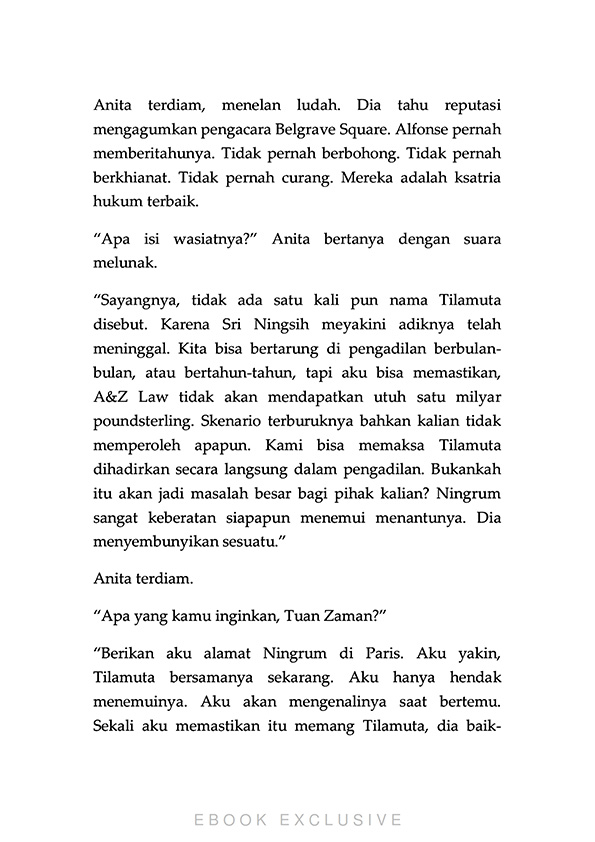 Anita terdiam, menelan ludah. Dia tahu reputasi
mengagumkan pengacara Belgrave Square. Alfonse pernah
memberitahunya. Tidak pernah berbohong. Tidak pernah
berkhianat. Tidak pernah curang. Mereka adalah ksatria
hukum terbaik.
“Apa isi wasiatnya?” Anita bertanya dengan suara
melunak.
“Sayangnya, tidak ada satu kali pun nama Tilamuta
disebut. Karena Sri Ningsih meyakini adiknya telah
meninggal. Kita bisa bertarung di pengadilan berbulan-
bulan, atau bertahun-tahun, tapi aku bisa memastikan,
A&Z Law tidak akan mendapatkan utuh satu milyar
poundsterling. Skenario terburuknya bahkan kalian tidak
memperoleh apapun. Kami bisa memaksa Tilamuta
dihadirkan secara langsung dalam pengadilan. Bukankah
itu akan jadi masalah besar bagi pihak kalian? Ningrum
sangat keberatan siapapun menemui menantunya. Dia
menyembunyikan sesuatu.”
Anita terdiam.
“Apa yang kamu inginkan, Tuan Zaman?”
“Berikan aku alamat Ningrum di Paris. Aku yakin,
Tilamuta bersamanya sekarang. Aku hanya hendak
menemuinya. Aku akan mengenalinya saat bertemu.
Sekali aku memastikan itu memang Tilamuta, dia baik-
EBOOK EXCLUSIVE